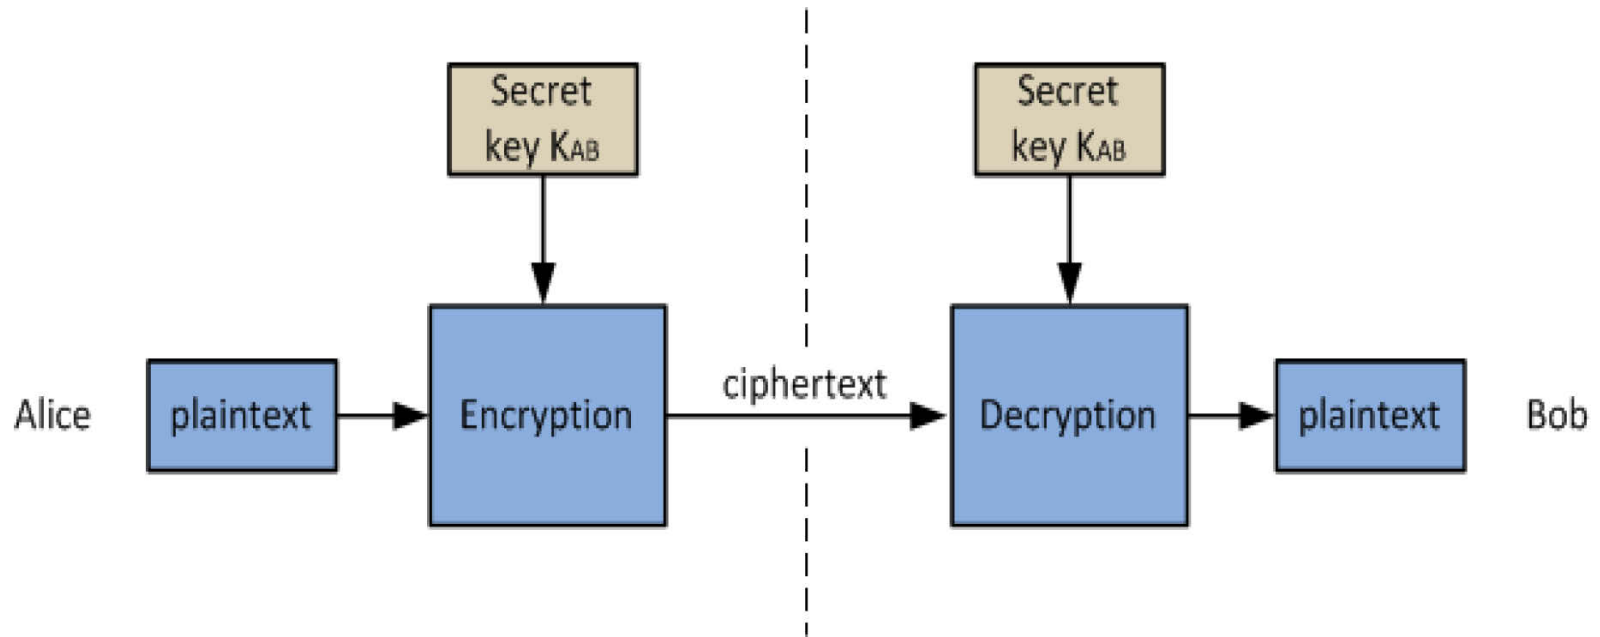 Secret
key KAB
Secret
key KAB
ciphertext
Alice
plaintext
Encryption
Decryption
plaintext
Bob